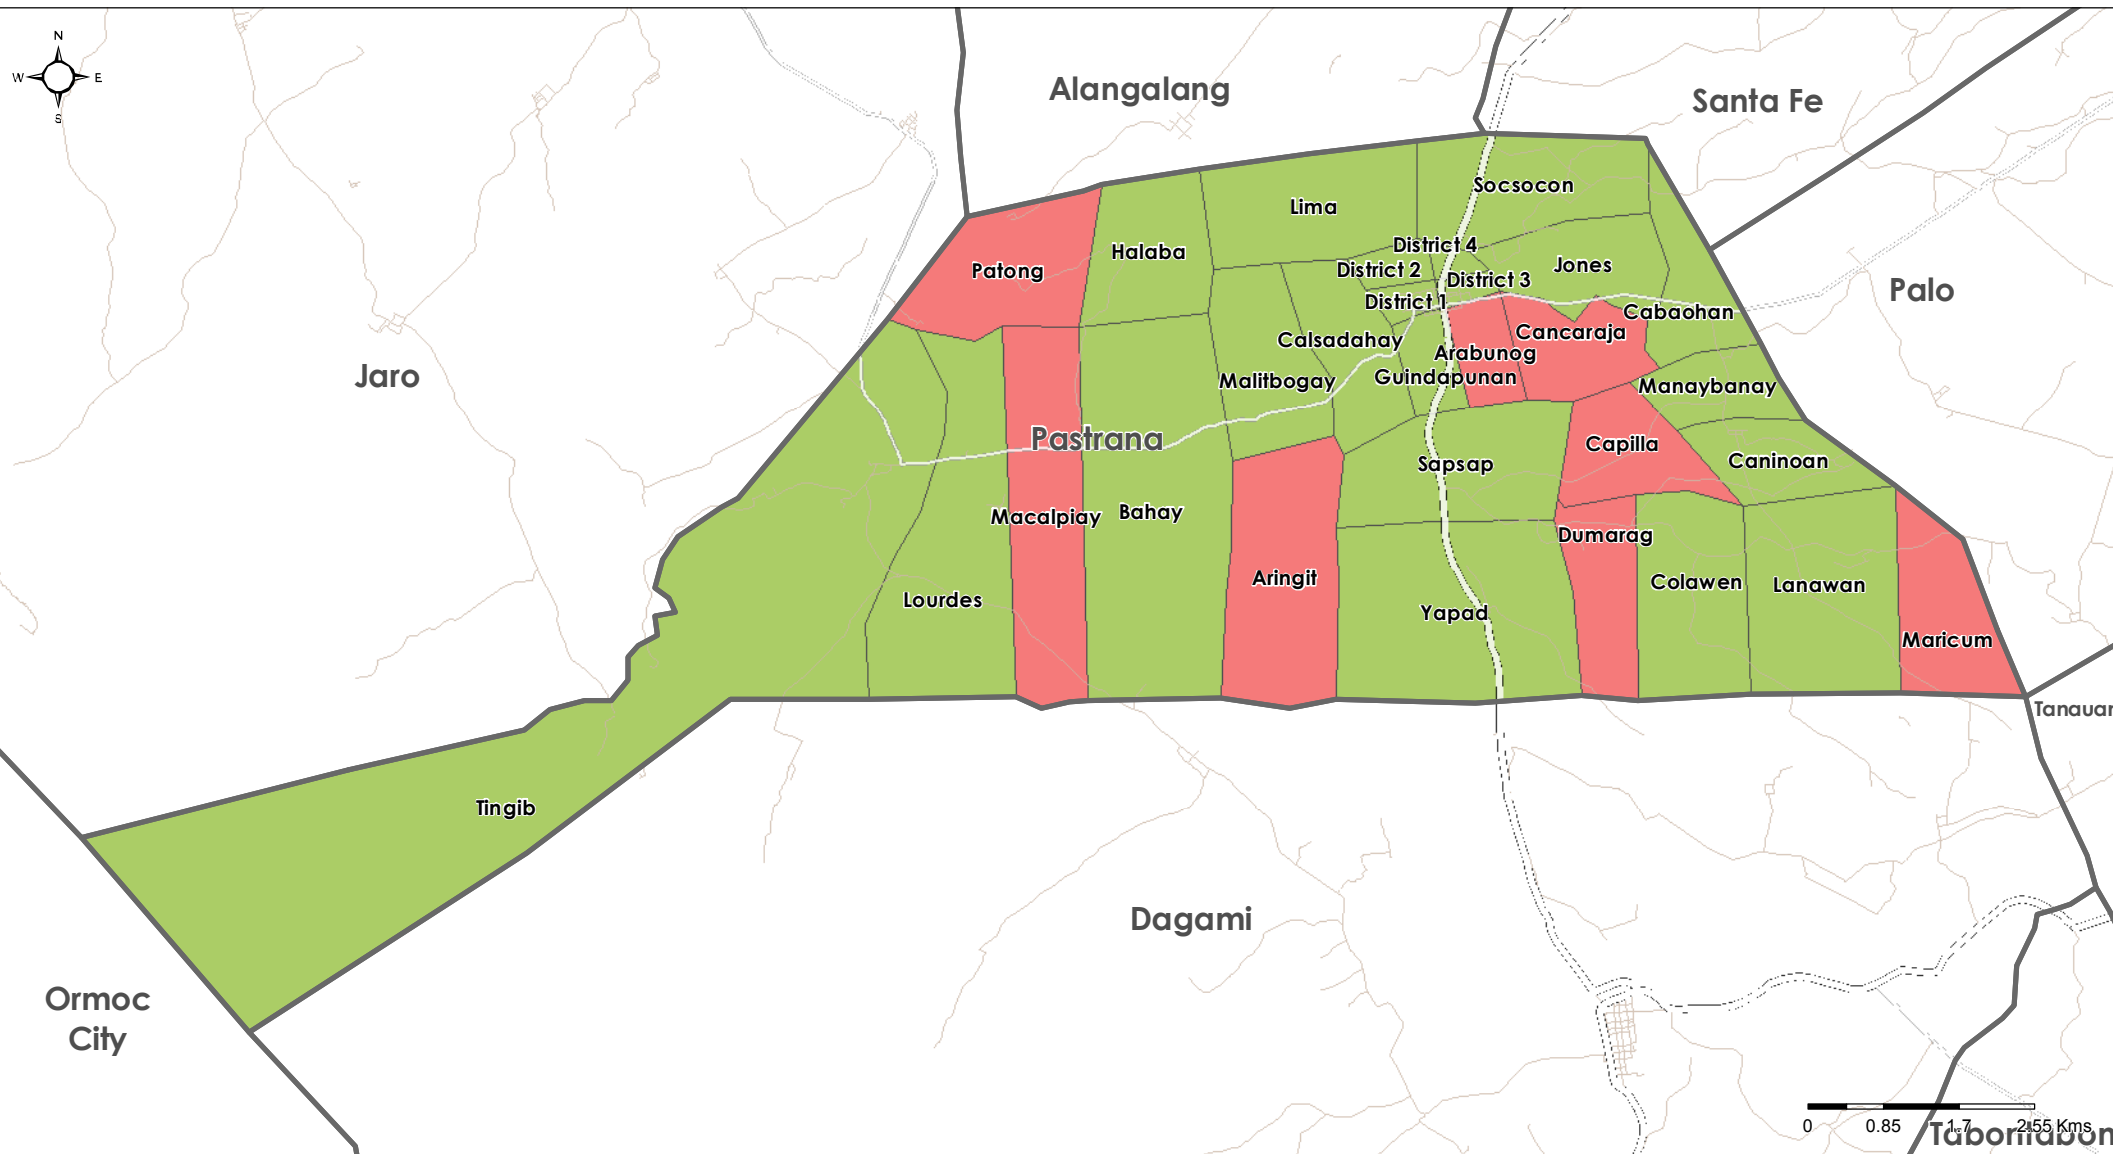 N
W E
S
Alangalang
Santa Fe
Socsocon
Lima
District 4
Halaba
Jones
Patong
District 2
District 3
Palo
District 1
Cabaohan
Cancaraja
Calsadahay
Arabunog
Jaro
Guindapunan
Malitbogay
Manaybanay
Pastrana
Capilla
Caninoan
Sapsap
Bahay
Macalpiay
Dumarag
Aringit
Colawen
Lanawan
Lourdes
Yapad
Maricum
Tanauan
Tingib
Dagami
Ormoc
City
0 0.85 1.7 2.55 Kms
Tabontabon